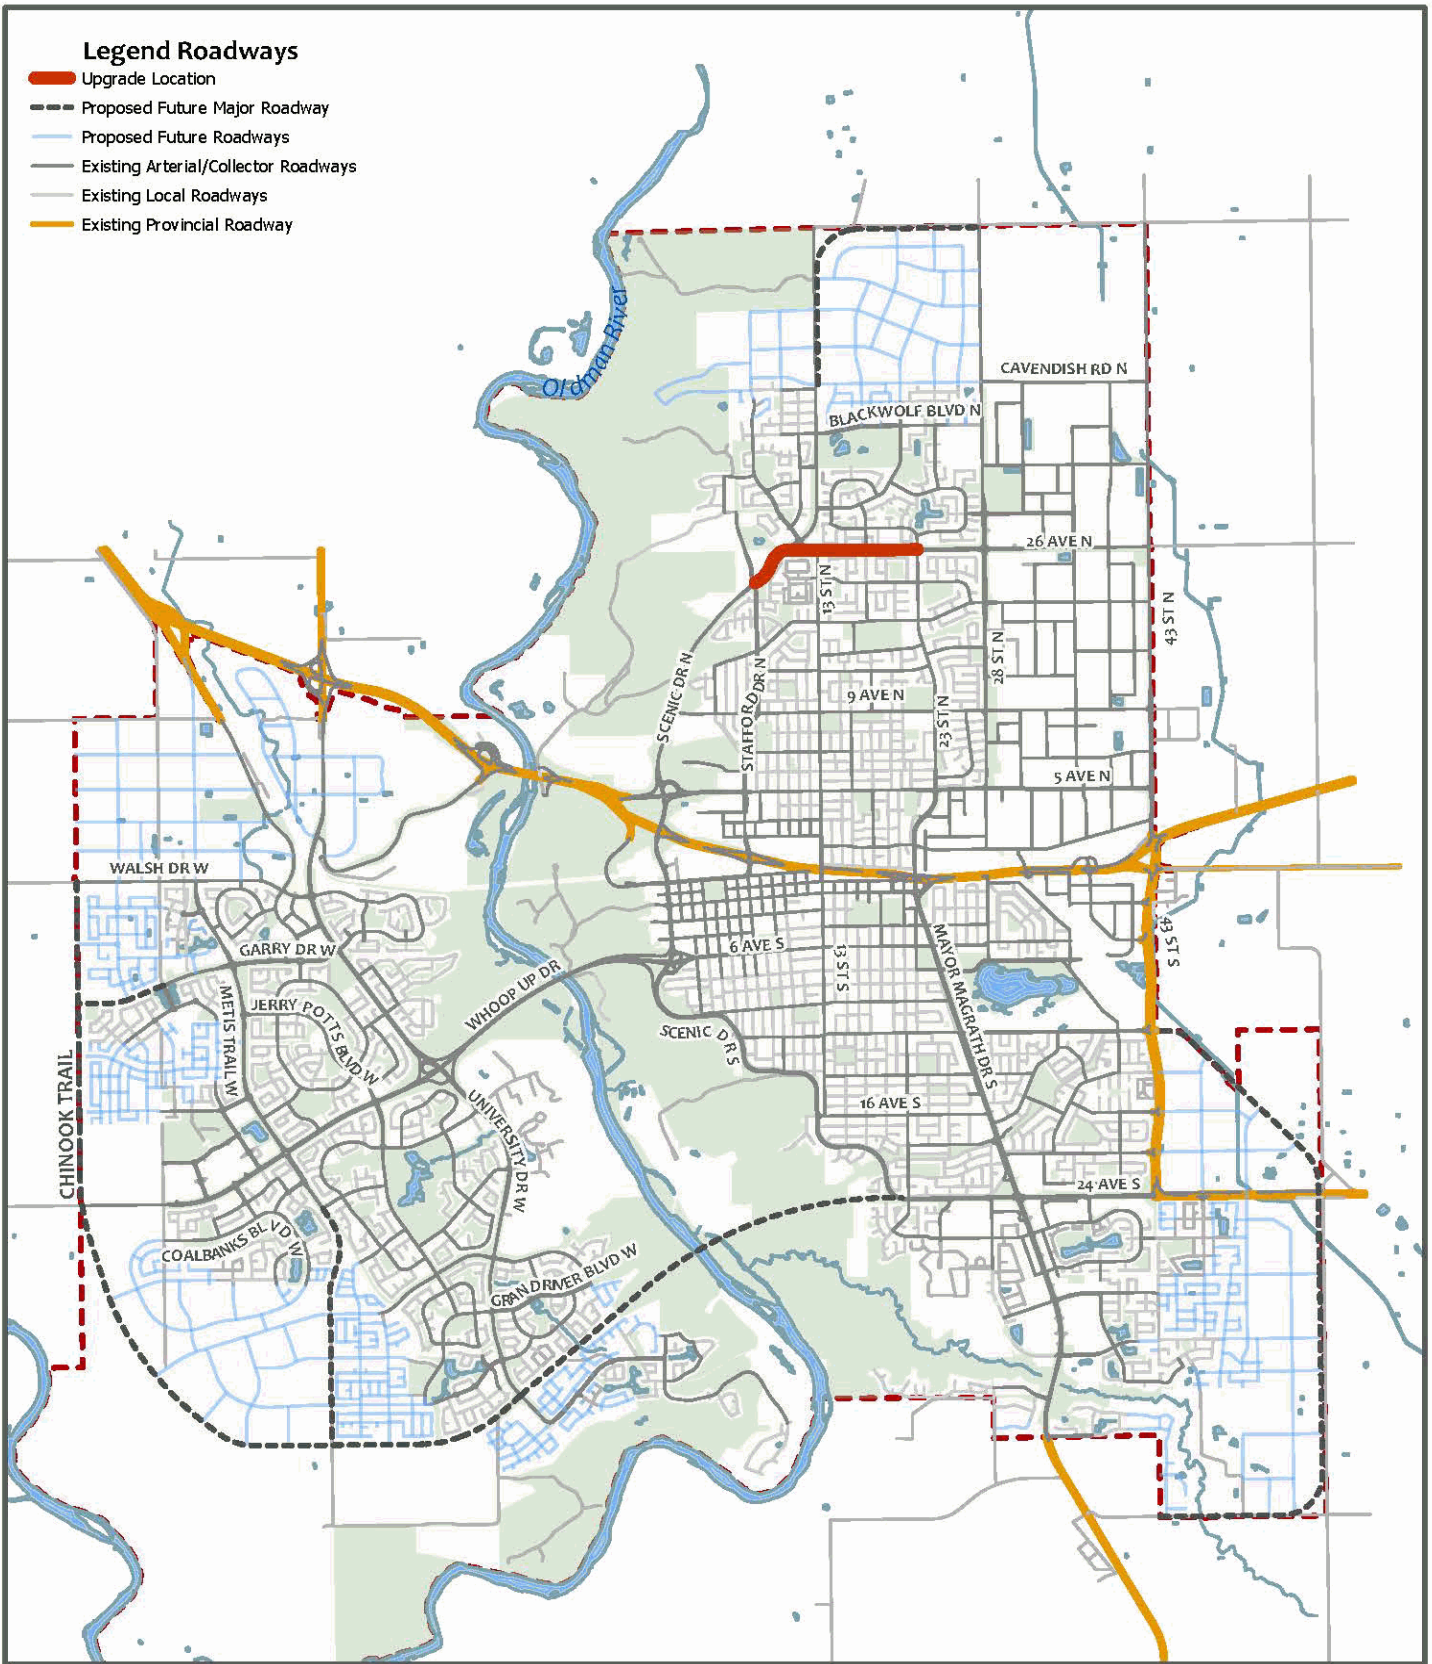 Legend Roadways
Upgrade Location
Proposed Future Major Roadway
Proposed Future Roadways
Existing Arterial/Collector Roadways
Existing Local Roadways
Existing Provincial Roadway
Oldman River
CAVENDISH RD N
BLACKWOLF BLVD N
26 AVE N
13 ST N
43 ST N
28 ST N
SCENIC DR N
STAFFORD DR N
9 AVE N
23 ST N
5 AVE N
WALSH DR W
GARRY DR W
6 AVE S
13 ST S
MAYOR MAGRATH DR S
43 ST S
WHOOP UP DR
METIS TRAIL W
JERRY POTTS BLVD W
SCENIC DR S
CHINOOK TRAIL
UNIVERSITY DR W
16 AVE S
24 AVE S
COALBANKS BLVD W
GRANDRIVER BLVD W